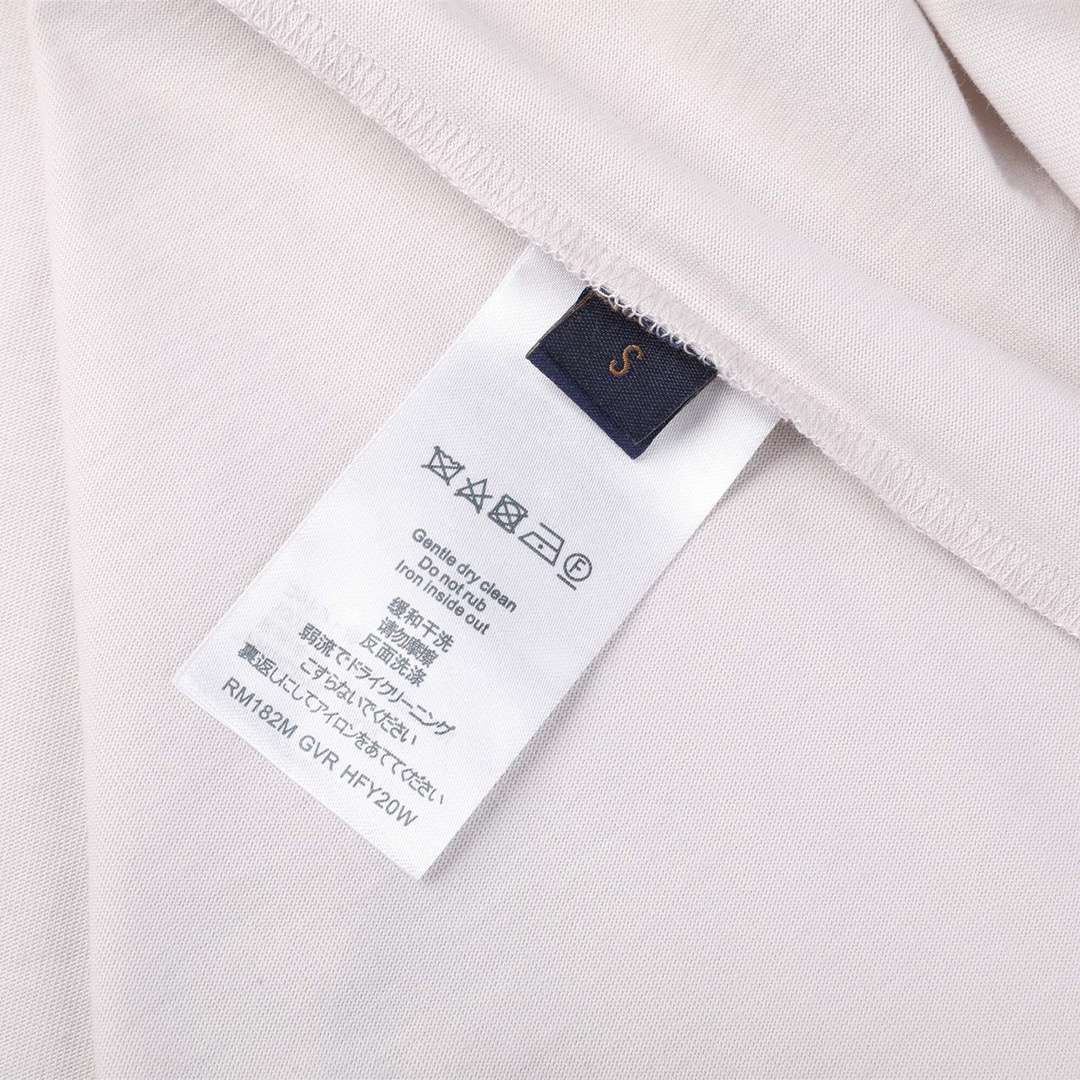 S
F
Gentle dry clean
Do not rub
Iron inside out
缓和干洗
请勿摩擦
反面洗涤
弱流でドライクリーニング
こすらないでください
裏返しにしてアイロンをあててください
RM182M GVR HFY20W